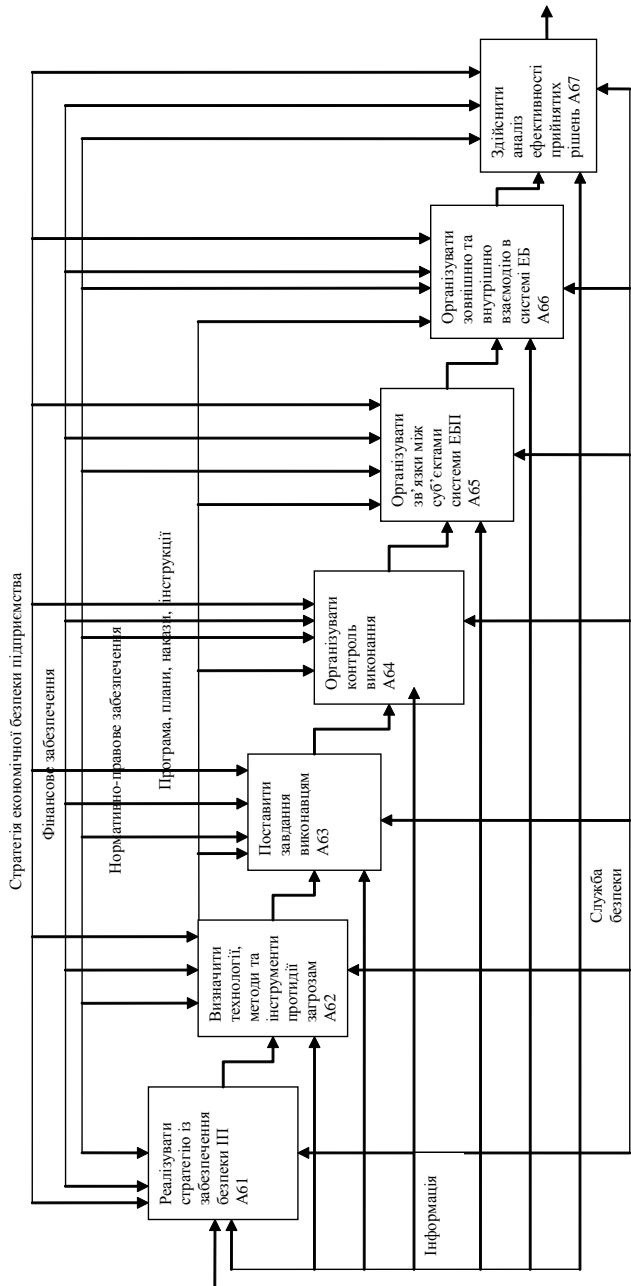 Стратегія економічної безпеки підприємства
Фінансове забезпечення
Нормативно-правове забезпечення
Програма, плани, накази, інструкції
Реалізувати
стратегію із
забезпечення
безпеки ІП
А61
Визначити
технології,
методи та
інструменти
протидії
загрозам
А62
Поставити
завдання
виконавцям
А63
Організувати
контроль
виконання
А64
Організувати
зв’язки між
суб’єктами
системи ЕБП
А65
Організувати
зовнішню та
внутрішню
взаємодію в
системі ЕБ
А66
Здійснити
аналіз
ефективності
прийнятих
рішень А67
Інформація
Служба
безпеки